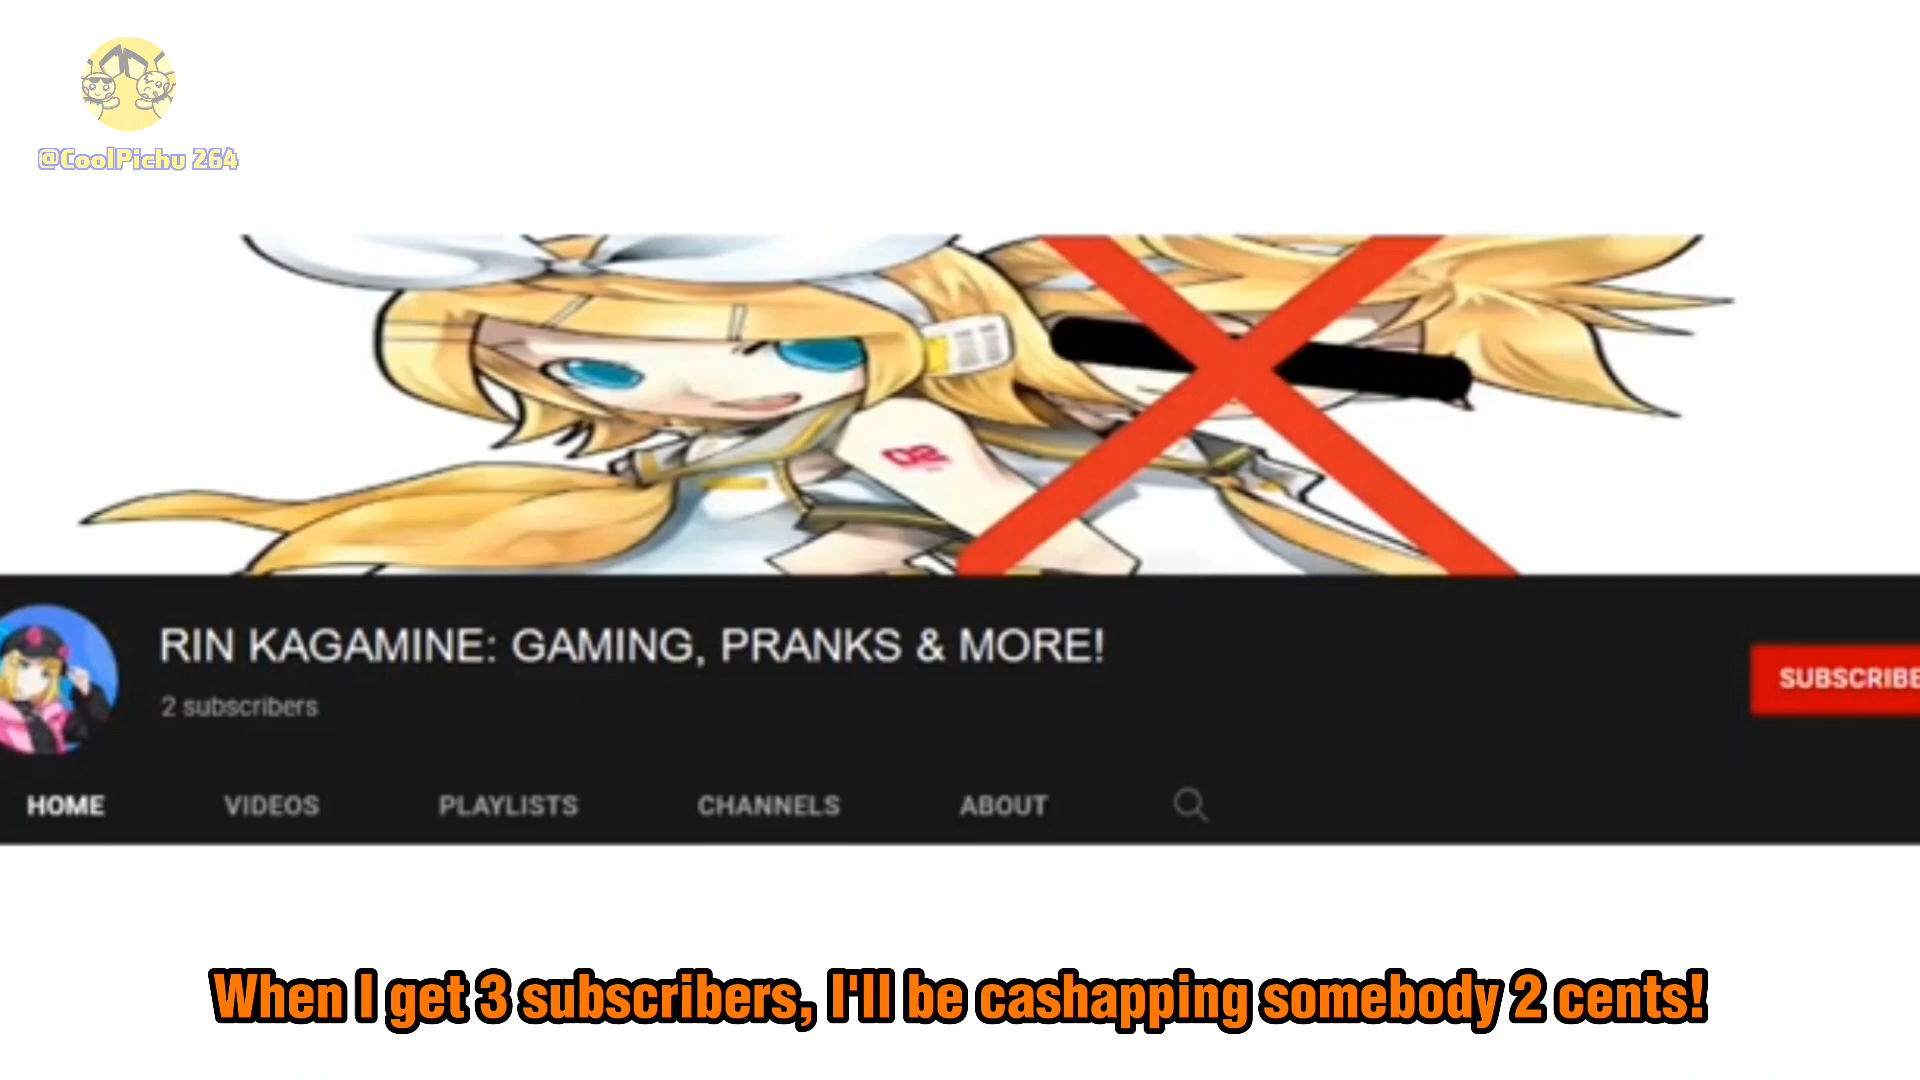 @CoolPichu 264
02
RIN KAGAMINE: GAMING, PRANKS & MORE!
2 subscribers
SUBSCRIBE
HOME VIDEOS PLAYLISTS CHANNELS ABOUT
When I get 3 subscribers, I'll be cashapping somebody 2 cents!